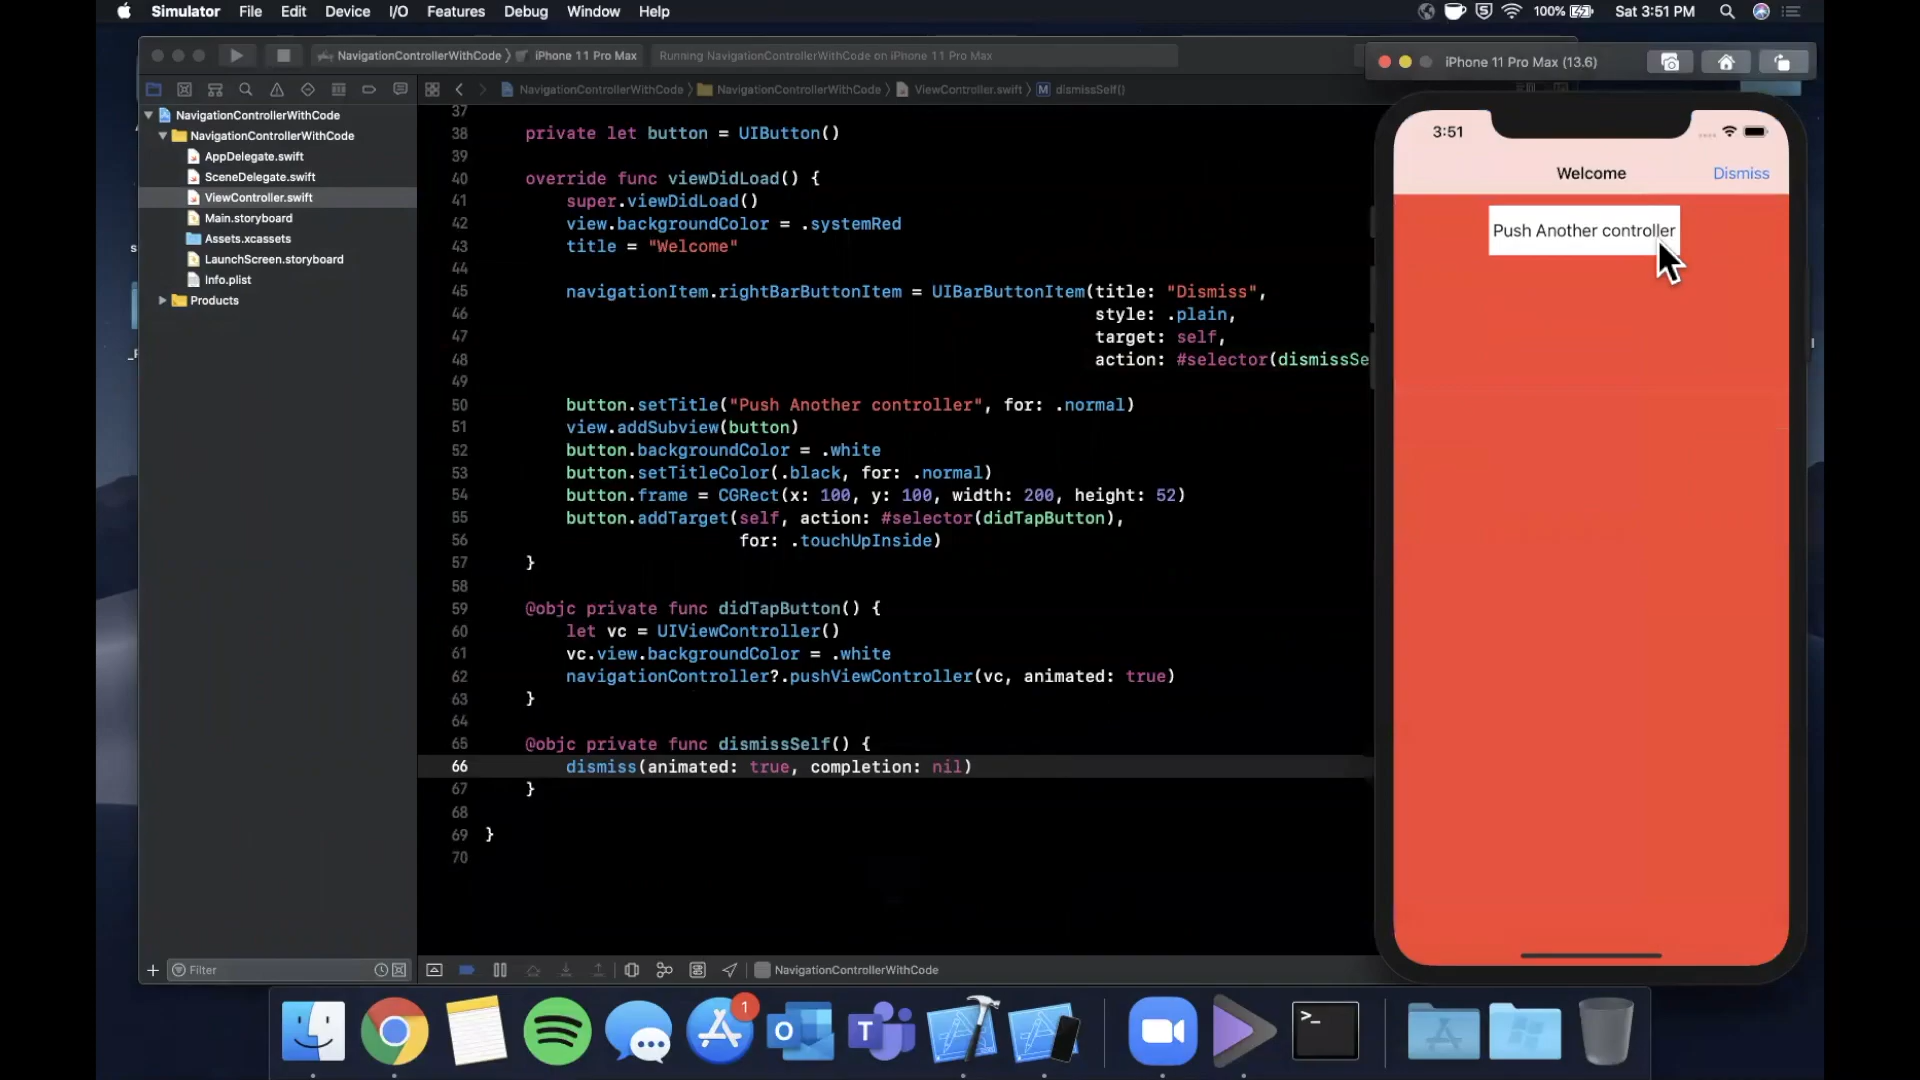 Simulator File Edit Device I/O Features Debug Window Help
100% Sat 3:51 PM
NavigationControllerWithCode iPhone 11 Pro Max
Running NavigationControllerWithCode on iPhone 11 Pro Max
iPhone 11 Pro Max (13.6)
NavigationControllerWithCode NavigationControllerWithCode ViewController.swift M dismissSelf()
NavigationControllerWithCode
NavigationControllerWithCode
AppDelegate.swift
SceneDelegate.swift
ViewController.swift
Main.storyboard
Assets.xcassets
LaunchScreen.storyboard
Info.plist
Products
Filter
37
38 private let button = UIButton()
39
40 override func viewDidLoad() {
41 super.viewDidLoad()
42 view.backgroundColor = .systemRed
43 title = "Welcome"
44
45 navigationItem.rightBarButtonItem = UIBarButtonItem(title: "Dismiss",
46 style: .plain,
47 target: self,
48 action: #selector(dismissSe
49
50 button.setTitle("Push Another controller", for: .normal)
51 view.addSubview(button)
52 button.backgroundColor = .white
53 button.setTitleColor(.black, for: .normal)
54 button.frame = CGRect(x: 100, y: 100, width: 200, height: 52)
55 button.addTarget(self, action: #selector(didTapButton),
56 for: .touchUpInside)
57 }
58
59 @objc private func didTapButton() {
60 let vc = UIViewController()
61 vc.view.backgroundColor = .white
62 navigationController?.pushViewController(vc, animated: true)
63 }
64
65 @objc private func dismissSelf() {
66 dismiss(animated: true, completion: nil)
67 }
68
69 }
70
NavigationControllerWithCode
3:51
Welcome Dismiss
Push Another controller
1